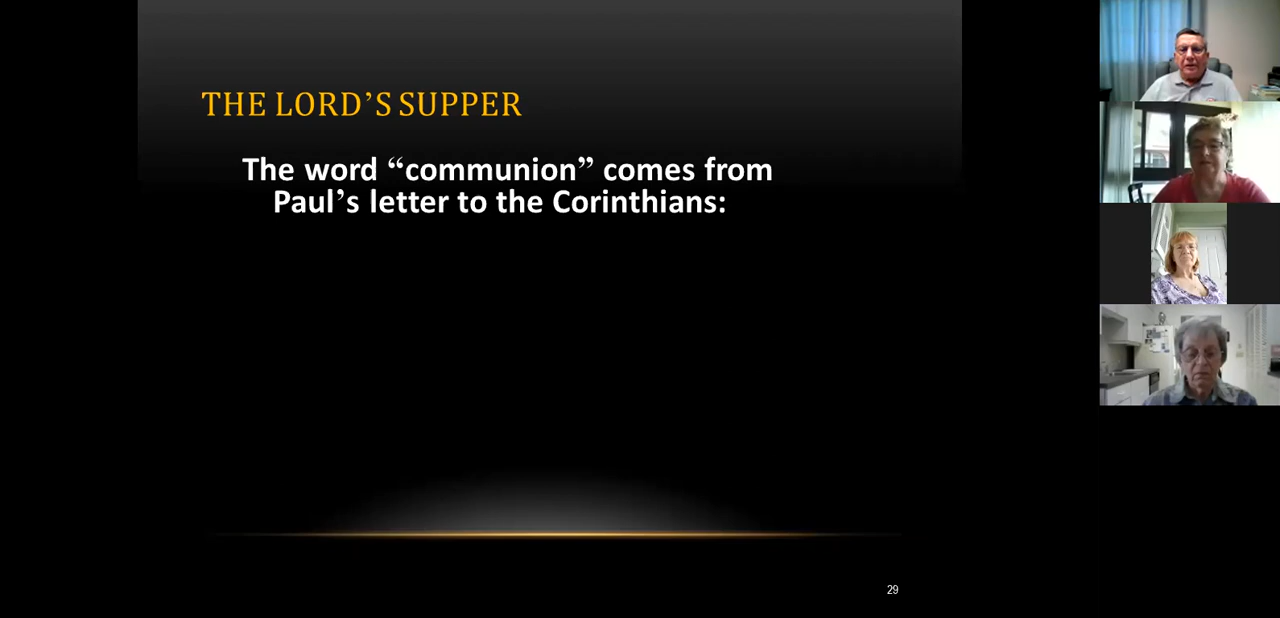 THE LORD’S SUPPER
The word “communion” comes from
Paul’s letter to the Corinthians:
29